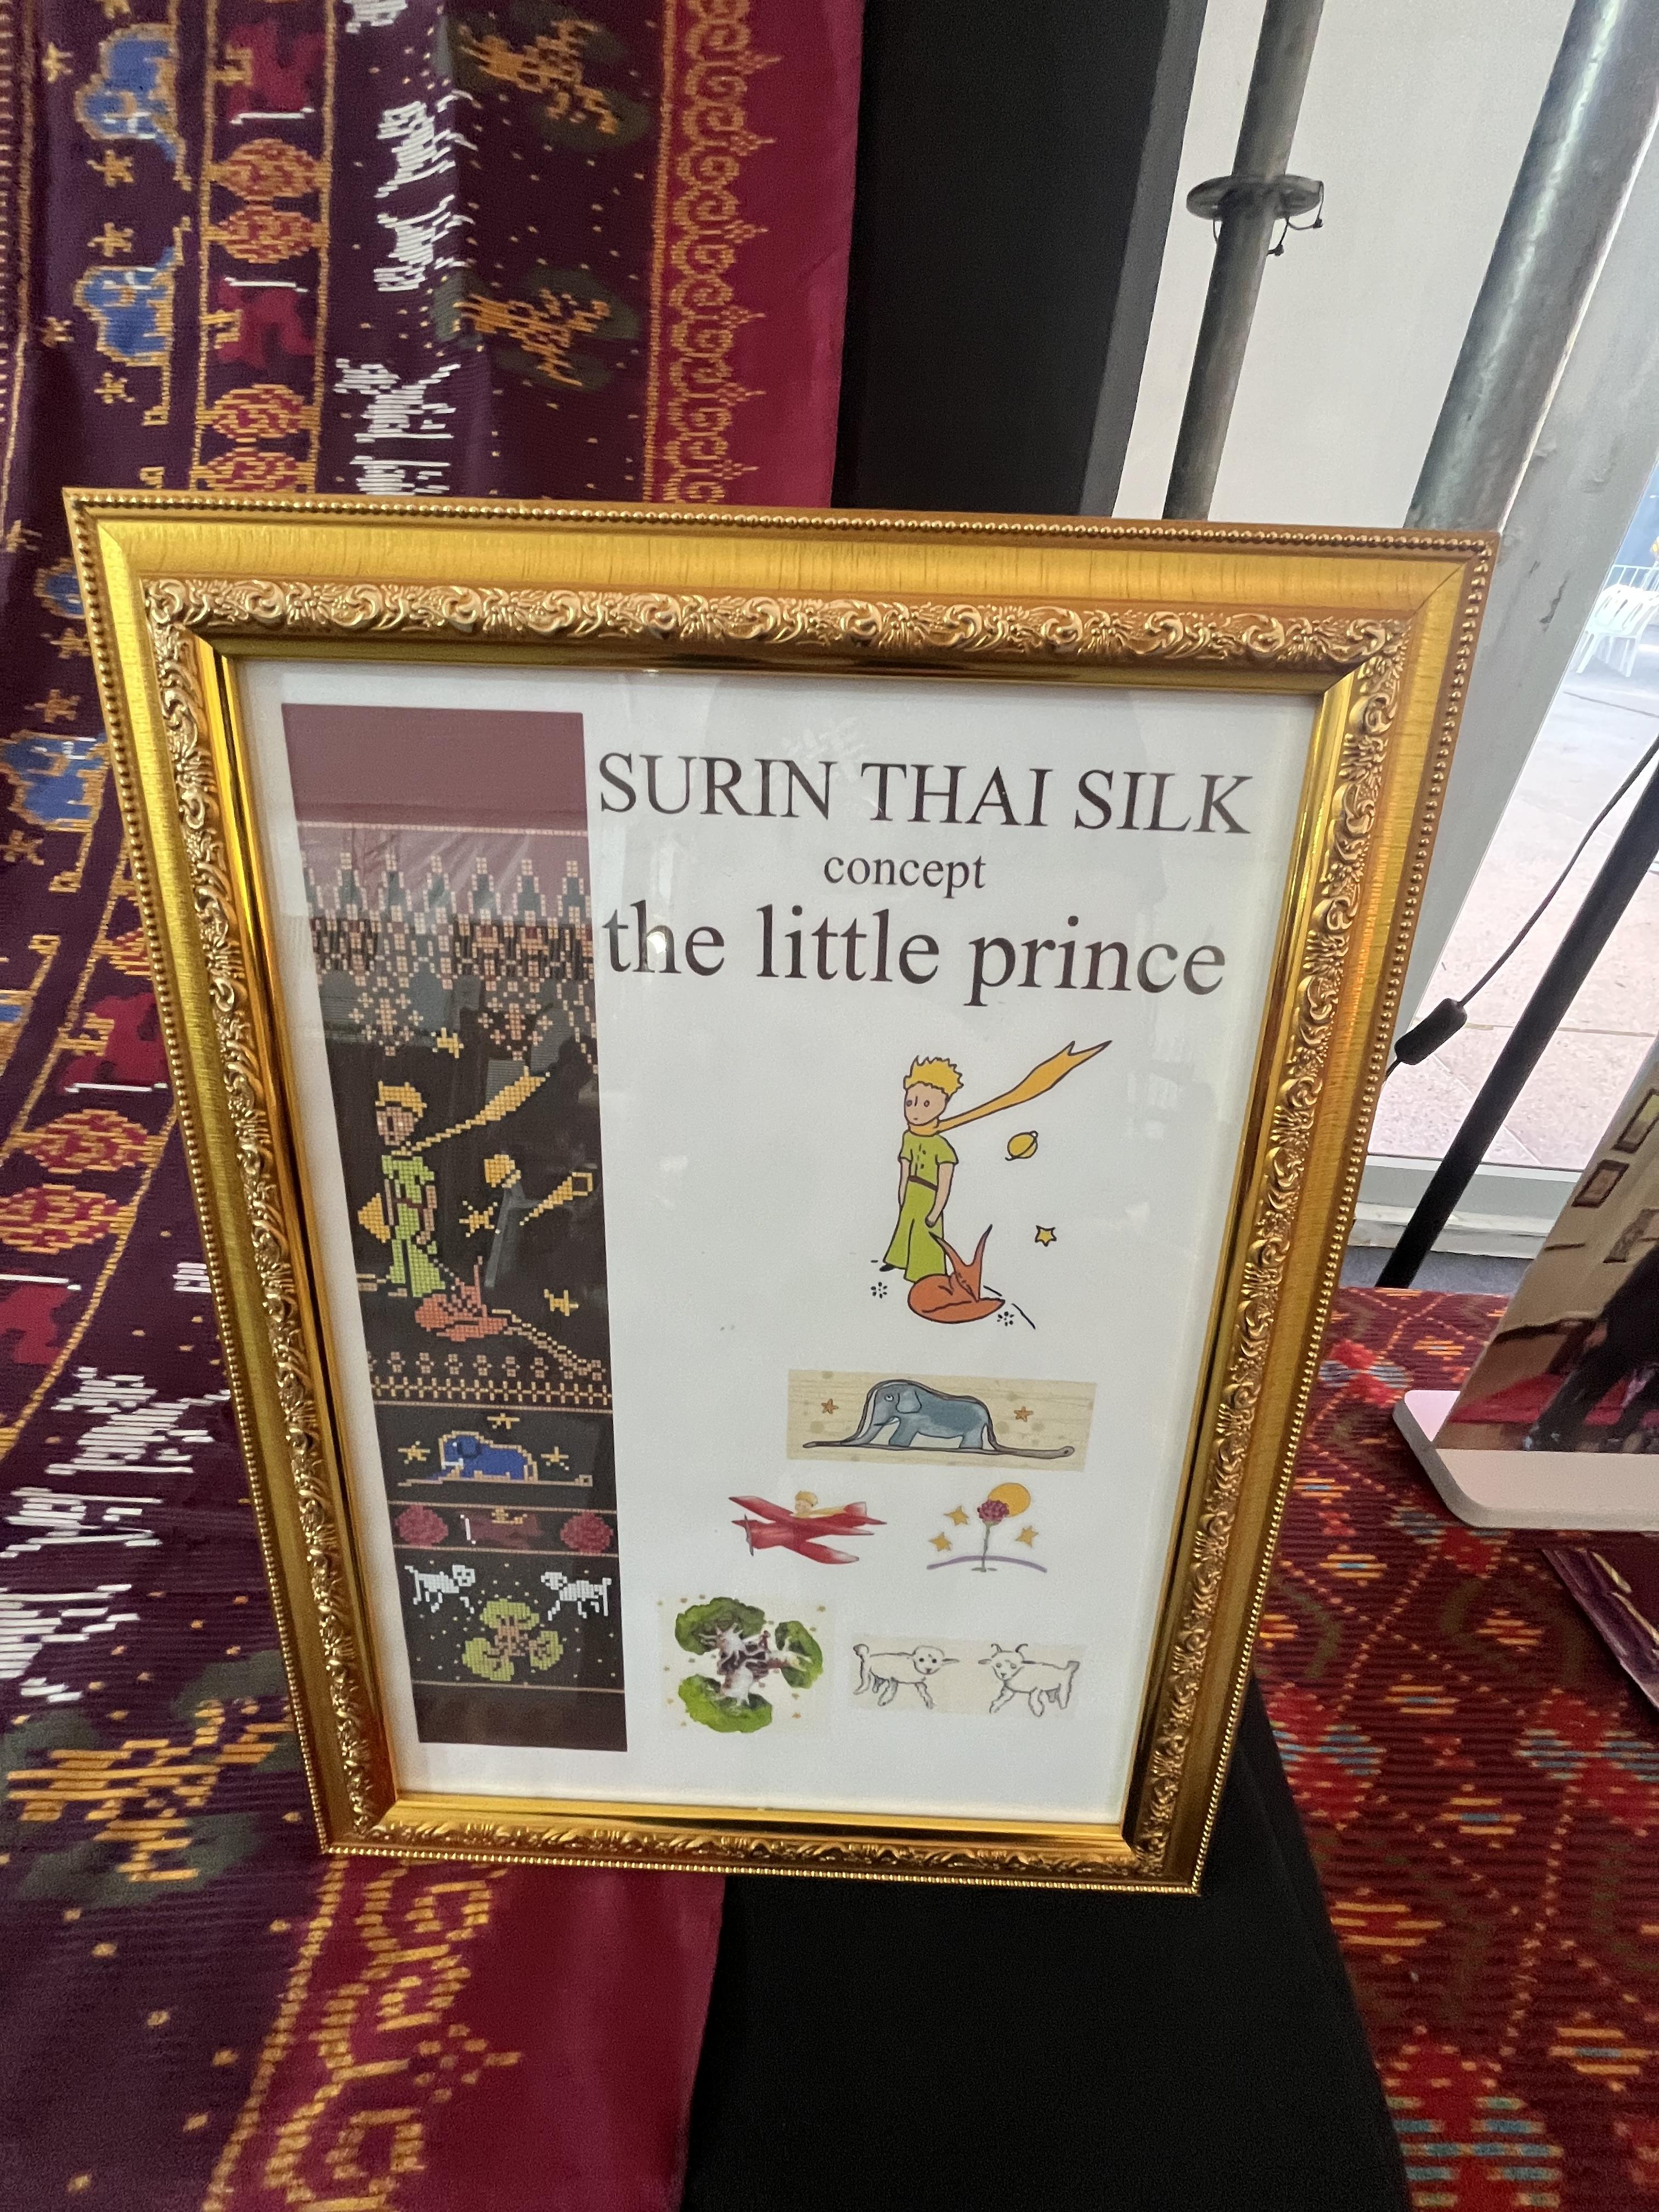 SURIN THAI SILK
concept
the little prince